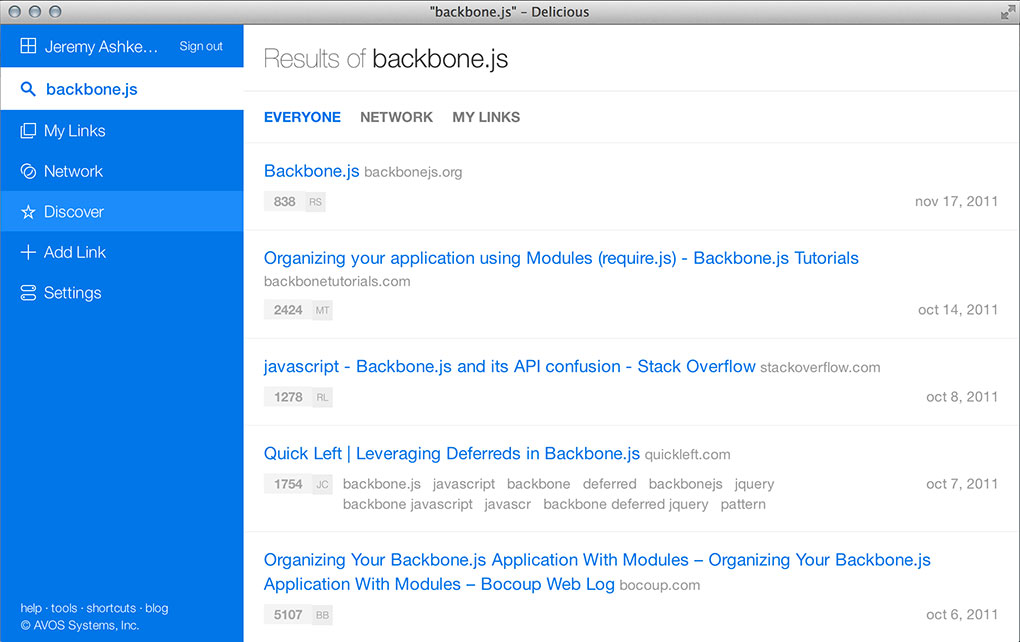 "backbone.js" – Delicious
Jeremy Ashke... Sign out
backbone.js
My Links
Network
Discover
Add Link
Settings
help · tools · shortcuts · blog
© AVOS Systems, Inc.
Results of backbone.js
EVERYONE NETWORK MY LINKS
Backbone.js backbonejs.org
838 RS nov 17, 2011
Organizing your application using Modules (require.js) - Backbone.js Tutorials
backbonetutorials.com
2424 MT oct 14, 2011
javascript - Backbone.js and its API confusion - Stack Overflow stackoverflow.com
1278 RL oct 8, 2011
Quick Left | Leveraging Deferreds in Backbone.js quickleft.com
1754 JC backbone.js javascript backbone deferred backbonejs jquery oct 7, 2011
backbone javascript javascr backbone deferred jquery pattern
Organizing Your Backbone.js Application With Modules – Organizing Your Backbone.js
Application With Modules – Bocoup Web Log bocoup.com
5107 BB oct 6, 2011